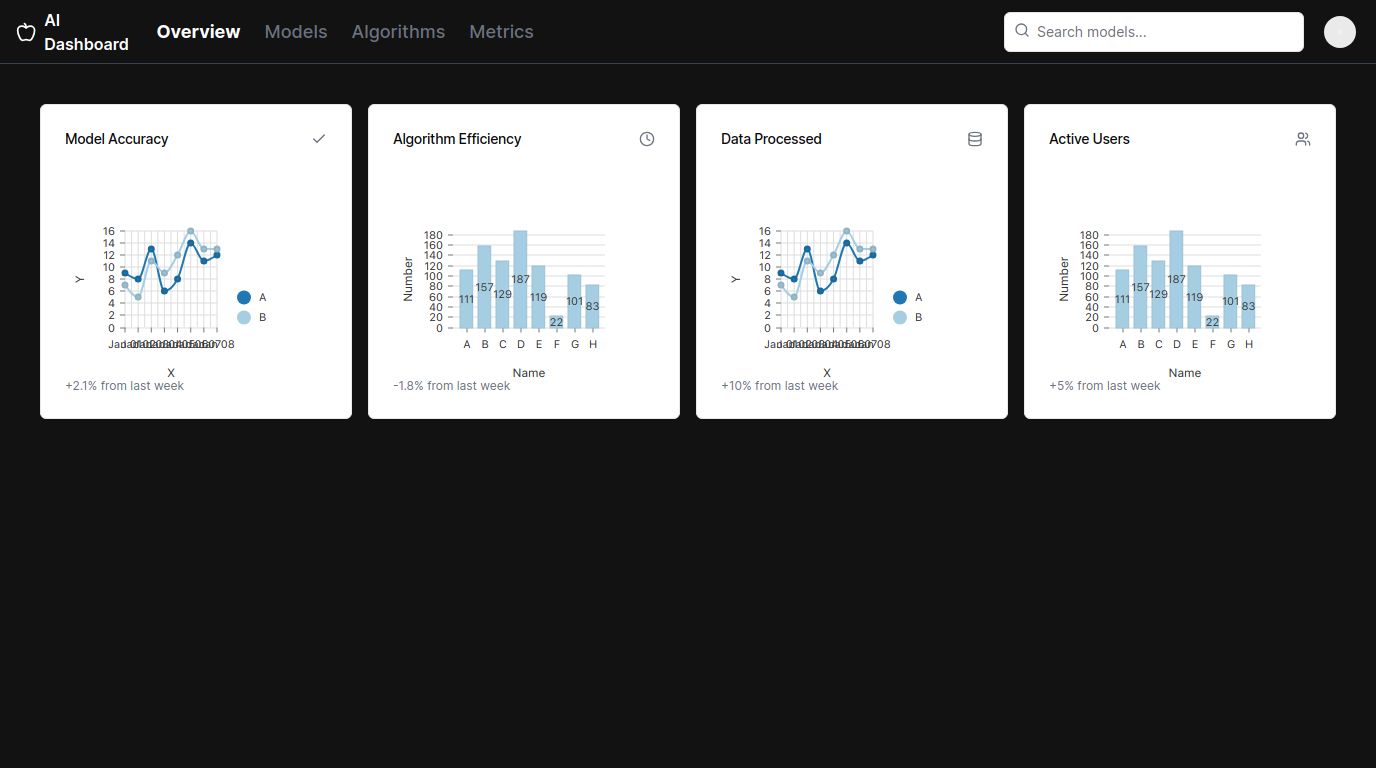 AI
Dashboard
Overview
Models
Algorithms
Metrics
Search models...
Model Accuracy
16
14
12
10
8
6
4
2
0
Y
X
A
B
+2.1% from last week
Algorithm Efficiency
180
160
140
120
100
80
60
40
20
0
Number
111
157
129
187
119
22
101
83
A B C D E F G H
Name
-1.8% from last week
Data Processed
16
14
12
10
8
6
4
2
0
Y
X
A
B
+10% from last week
Active Users
180
160
140
120
100
80
60
40
20
0
Number
111
157
129
187
119
22
101
83
A B C D E F G H
Name
+5% from last week